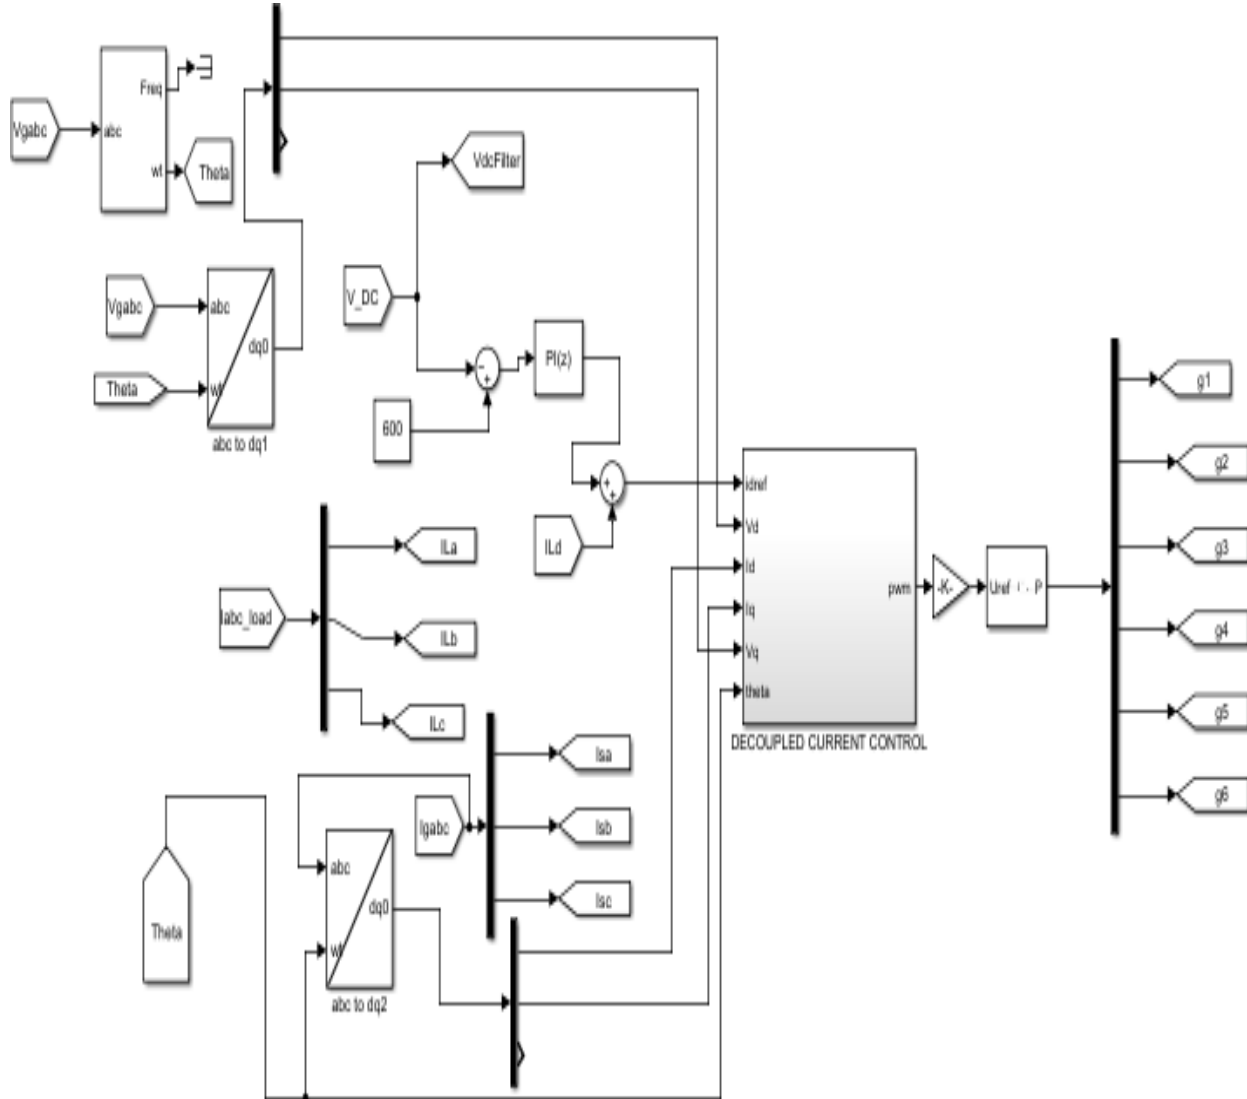 Freq
Vgabc
abc
wt
Theta
VdcFilter
Vgabc
abc
dq0
Theta
wt
abc to dq1
V_DC
-
+
PI(z)
600
+
+
ILd
idref
Vd
Id
Iq
Vq
theta
pwm
DECOUPLED CURRENT CONTROL
-K-
Uref
P
g1
g2
g3
g4
g5
g6
Iabc_load
ILa
ILb
ILc
Igabc
Isa
Isb
Isc
abc
dq0
wt
abc to dq2
Theta